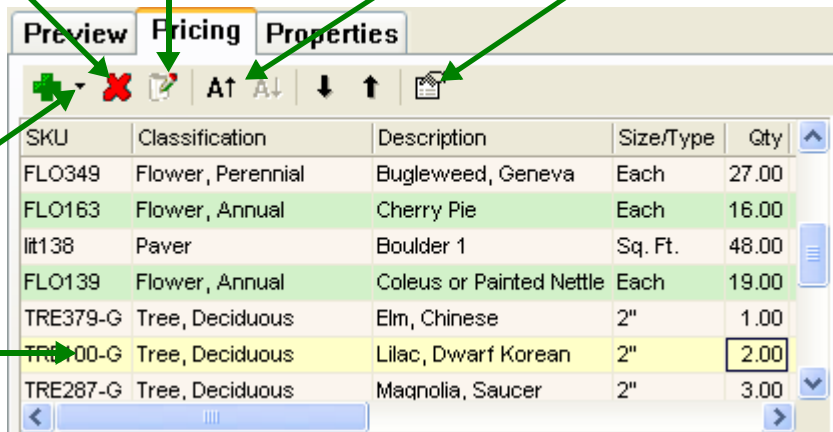 Preview Pricing Properties
A↑ A↓
SKU Classification Description Size/Type Qty
FLO349 Flower, Perennial Bugleweed, Geneva Each 27.00
FLO163 Flower, Annual Cherry Pie Each 16.00
lit138 Paver Boulder 1 Sq. Ft. 48.00
FLO139 Flower, Annual Coleus or Painted Nettle Each 19.00
TRE379-G Tree, Deciduous Elm, Chinese 2" 1.00
TRE100-G Tree, Deciduous Lilac, Dwarf Korean 2" 2.00
TRE287-G Tree, Deciduous Magnolia, Saucer 2" 3.00